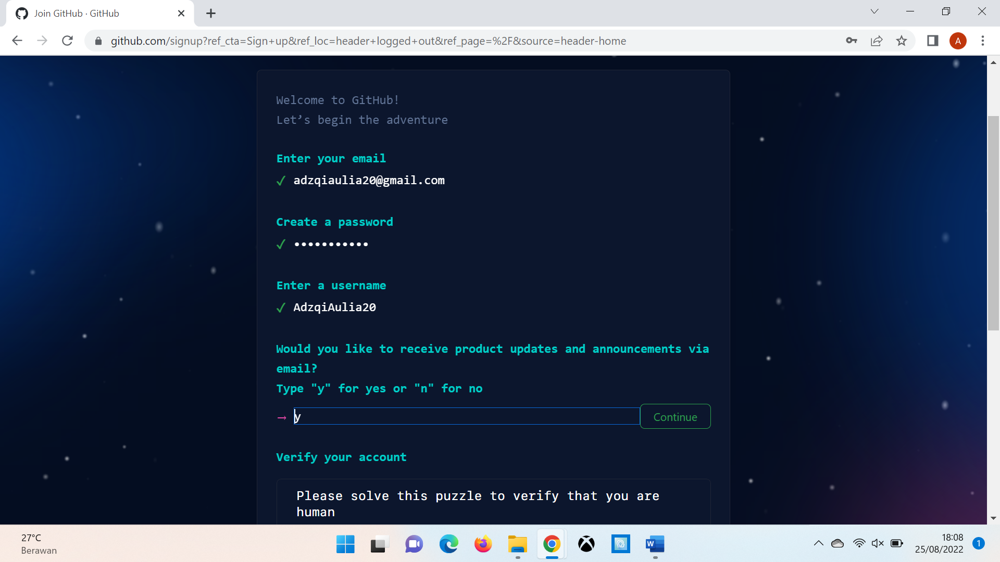 Join GitHub · GitHub
github.com/signup?ref_cta=Sign+up&ref_loc=header+logged+out&ref_page=%2F&source=header-home
A
Welcome to GitHub!
Let’s begin the adventure
Enter your email
✓ adzqiaulia20@gmail.com
Create a password
✓ •••••••••••
Enter a username
✓ AdzqiAulia20
Would you like to receive product updates and announcements via
email?
Type "y" for yes or "n" for no
→ y
Continue
Verify your account
Please solve this puzzle to verify that you are
human
27°C
Berawan
W
18:08
25/08/2022
1